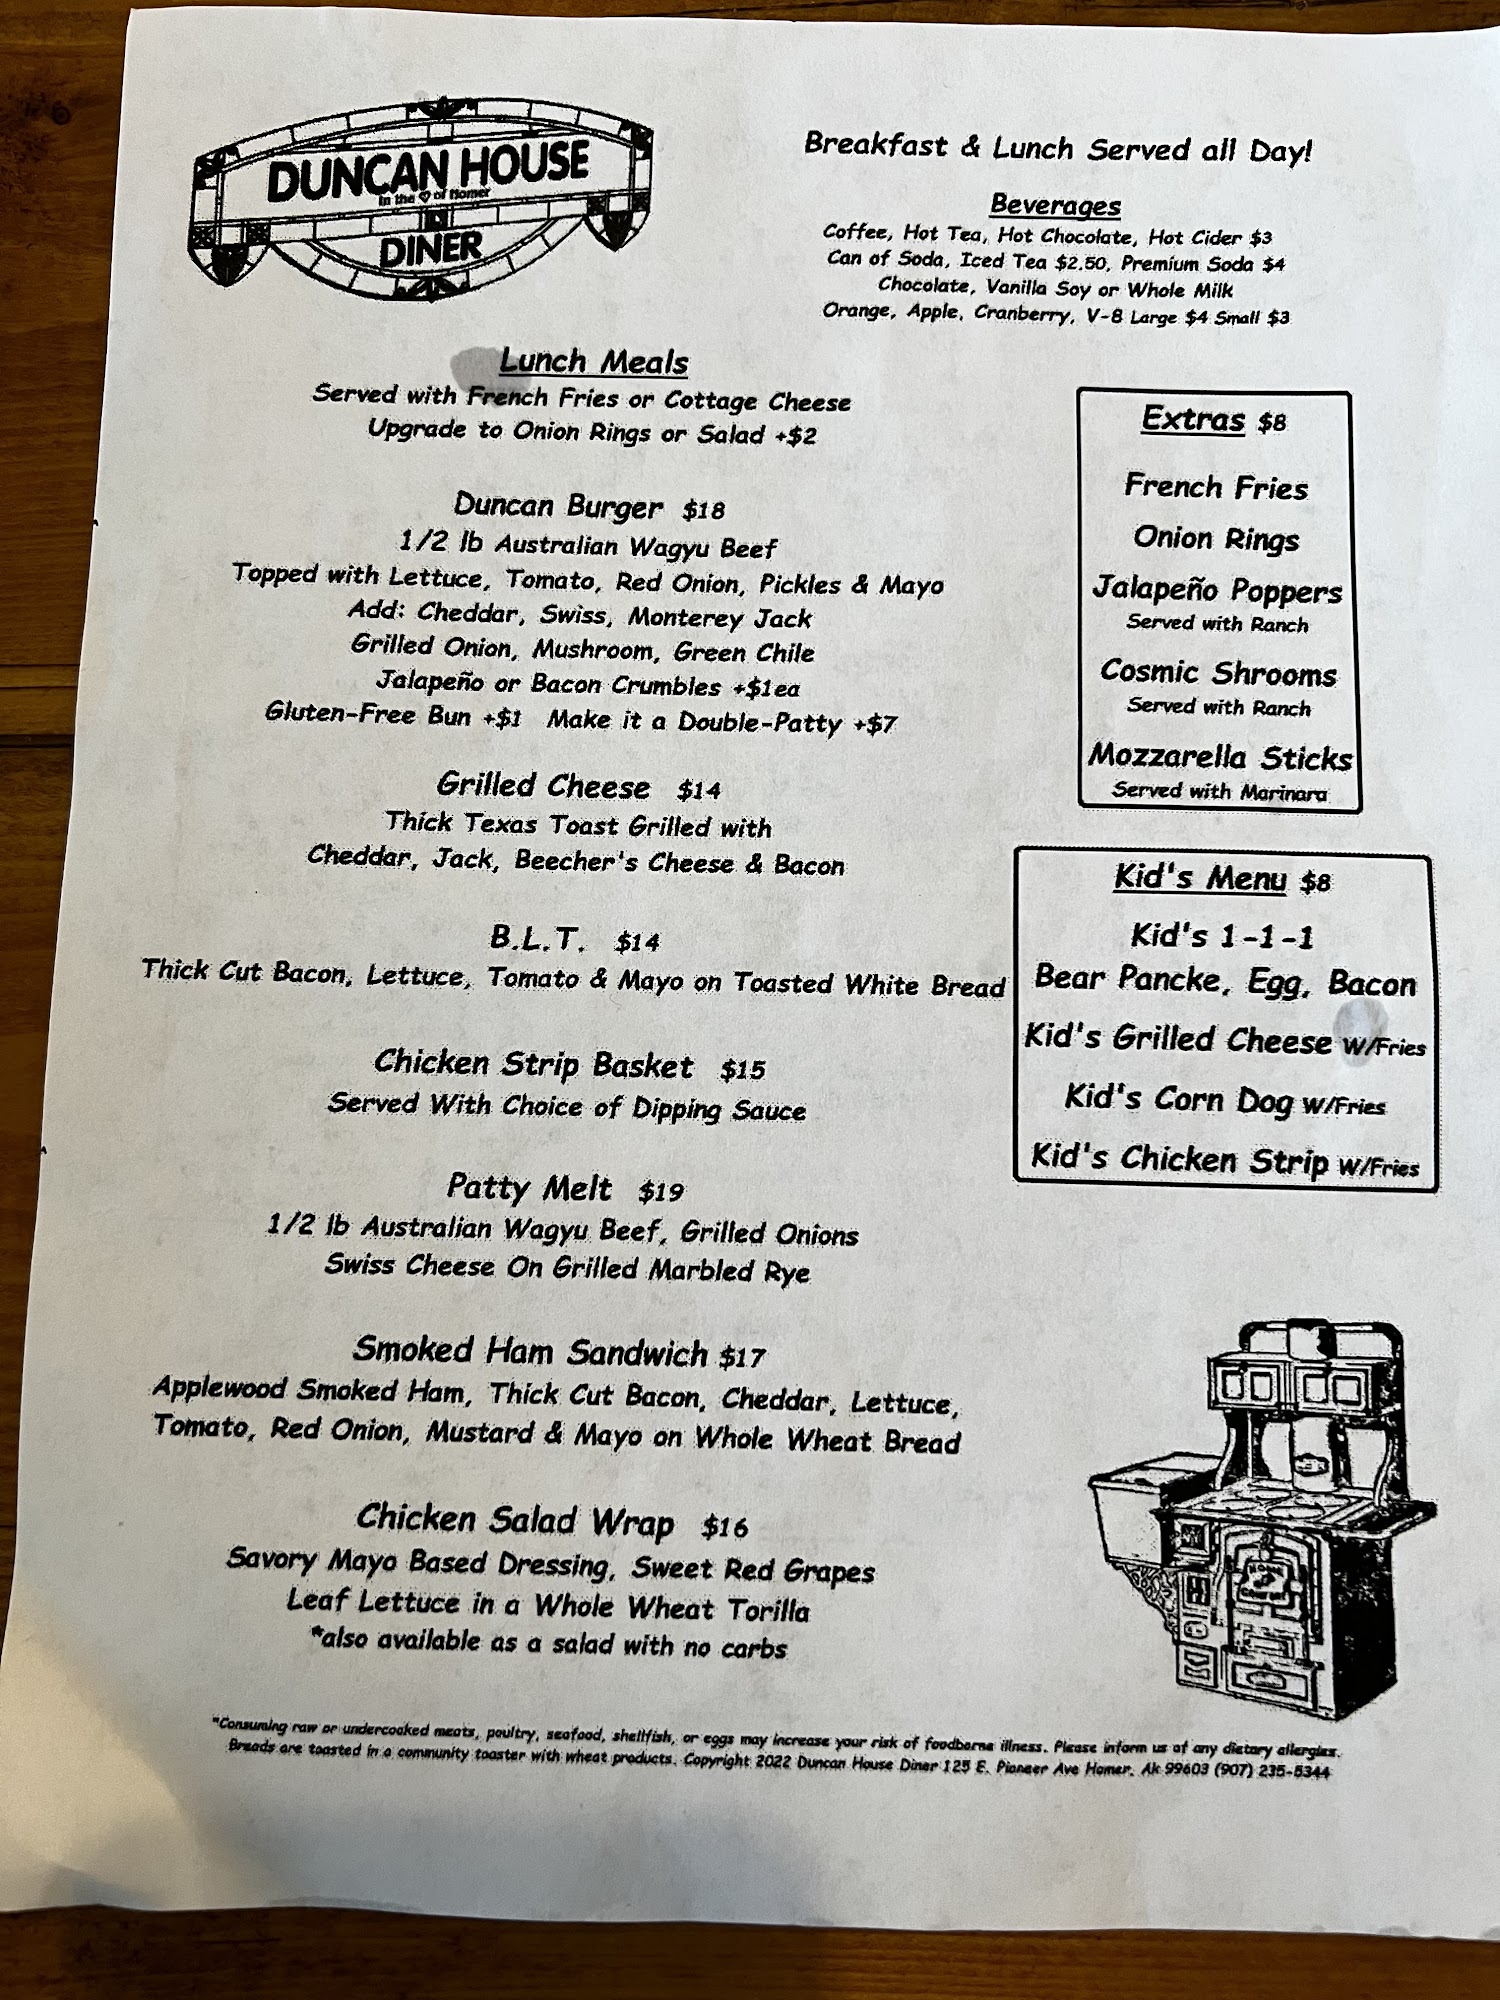 DUNCAN HOUSE
In the ♡ of Homer
DINER
Breakfast & Lunch Served all Day!
Beverages
Coffee, Hot Tea, Hot Chocolate, Hot Cider $3
Can of Soda, Iced Tea $2.50, Premium Soda $4
Chocolate, Vanilla Soy or Whole Milk
Orange, Apple, Cranberry, V-8 Large $4 Small $3
Lunch Meals
Served with French Fries or Cottage Cheese
Upgrade to Onion Rings or Salad +$2
Duncan Burger $18
1/2 lb Australian Wagyu Beef
Topped with Lettuce, Tomato, Red Onion, Pickles & Mayo
Add: Cheddar, Swiss, Monterey Jack
Grilled Onion, Mushroom, Green Chile
Jalapeño or Bacon Crumbles +$1ea
Gluten-Free Bun +$1 Make it a Double-Patty +$7
Grilled Cheese $14
Thick Texas Toast Grilled with
Cheddar, Jack, Beecher's Cheese & Bacon
B.L.T. $14
Thick Cut Bacon, Lettuce, Tomato & Mayo on Toasted White Bread
Chicken Strip Basket $15
Served With Choice of Dipping Sauce
Patty Melt $19
1/2 lb Australian Wagyu Beef, Grilled Onions
Swiss Cheese On Grilled Marbled Rye
Smoked Ham Sandwich $17
Applewood Smoked Ham, Thick Cut Bacon, Cheddar, Lettuce,
Tomato, Red Onion, Mustard & Mayo on Whole Wheat Bread
Chicken Salad Wrap $16
Savory Mayo Based Dressing, Sweet Red Grapes
Leaf Lettuce in a Whole Wheat Torilla
*also available as a salad with no carbs
Extras $8
French Fries
Onion Rings
Jalapeño Poppers
Served with Ranch
Cosmic Shrooms
Served with Ranch
Mozzarella Sticks
Served with Marinara
Kid's Menu $8
Kid's 1-1-1
Bear Pancke, Egg, Bacon
Kid's Grilled Cheese W/Fries
Kid's Corn Dog W/Fries
Kid's Chicken Strip W/Fries
*Consuming raw or undercooked meats, poultry, seafood, shellfish, or eggs may increase your risk of foodborne illness. Please inform us of any dietary allergies.
Breads are toasted in a community toaster with wheat products. Copyright 2022 Duncan House Diner 125 E. Pioneer Ave Homer, Ak 99603 (907) 235-5344